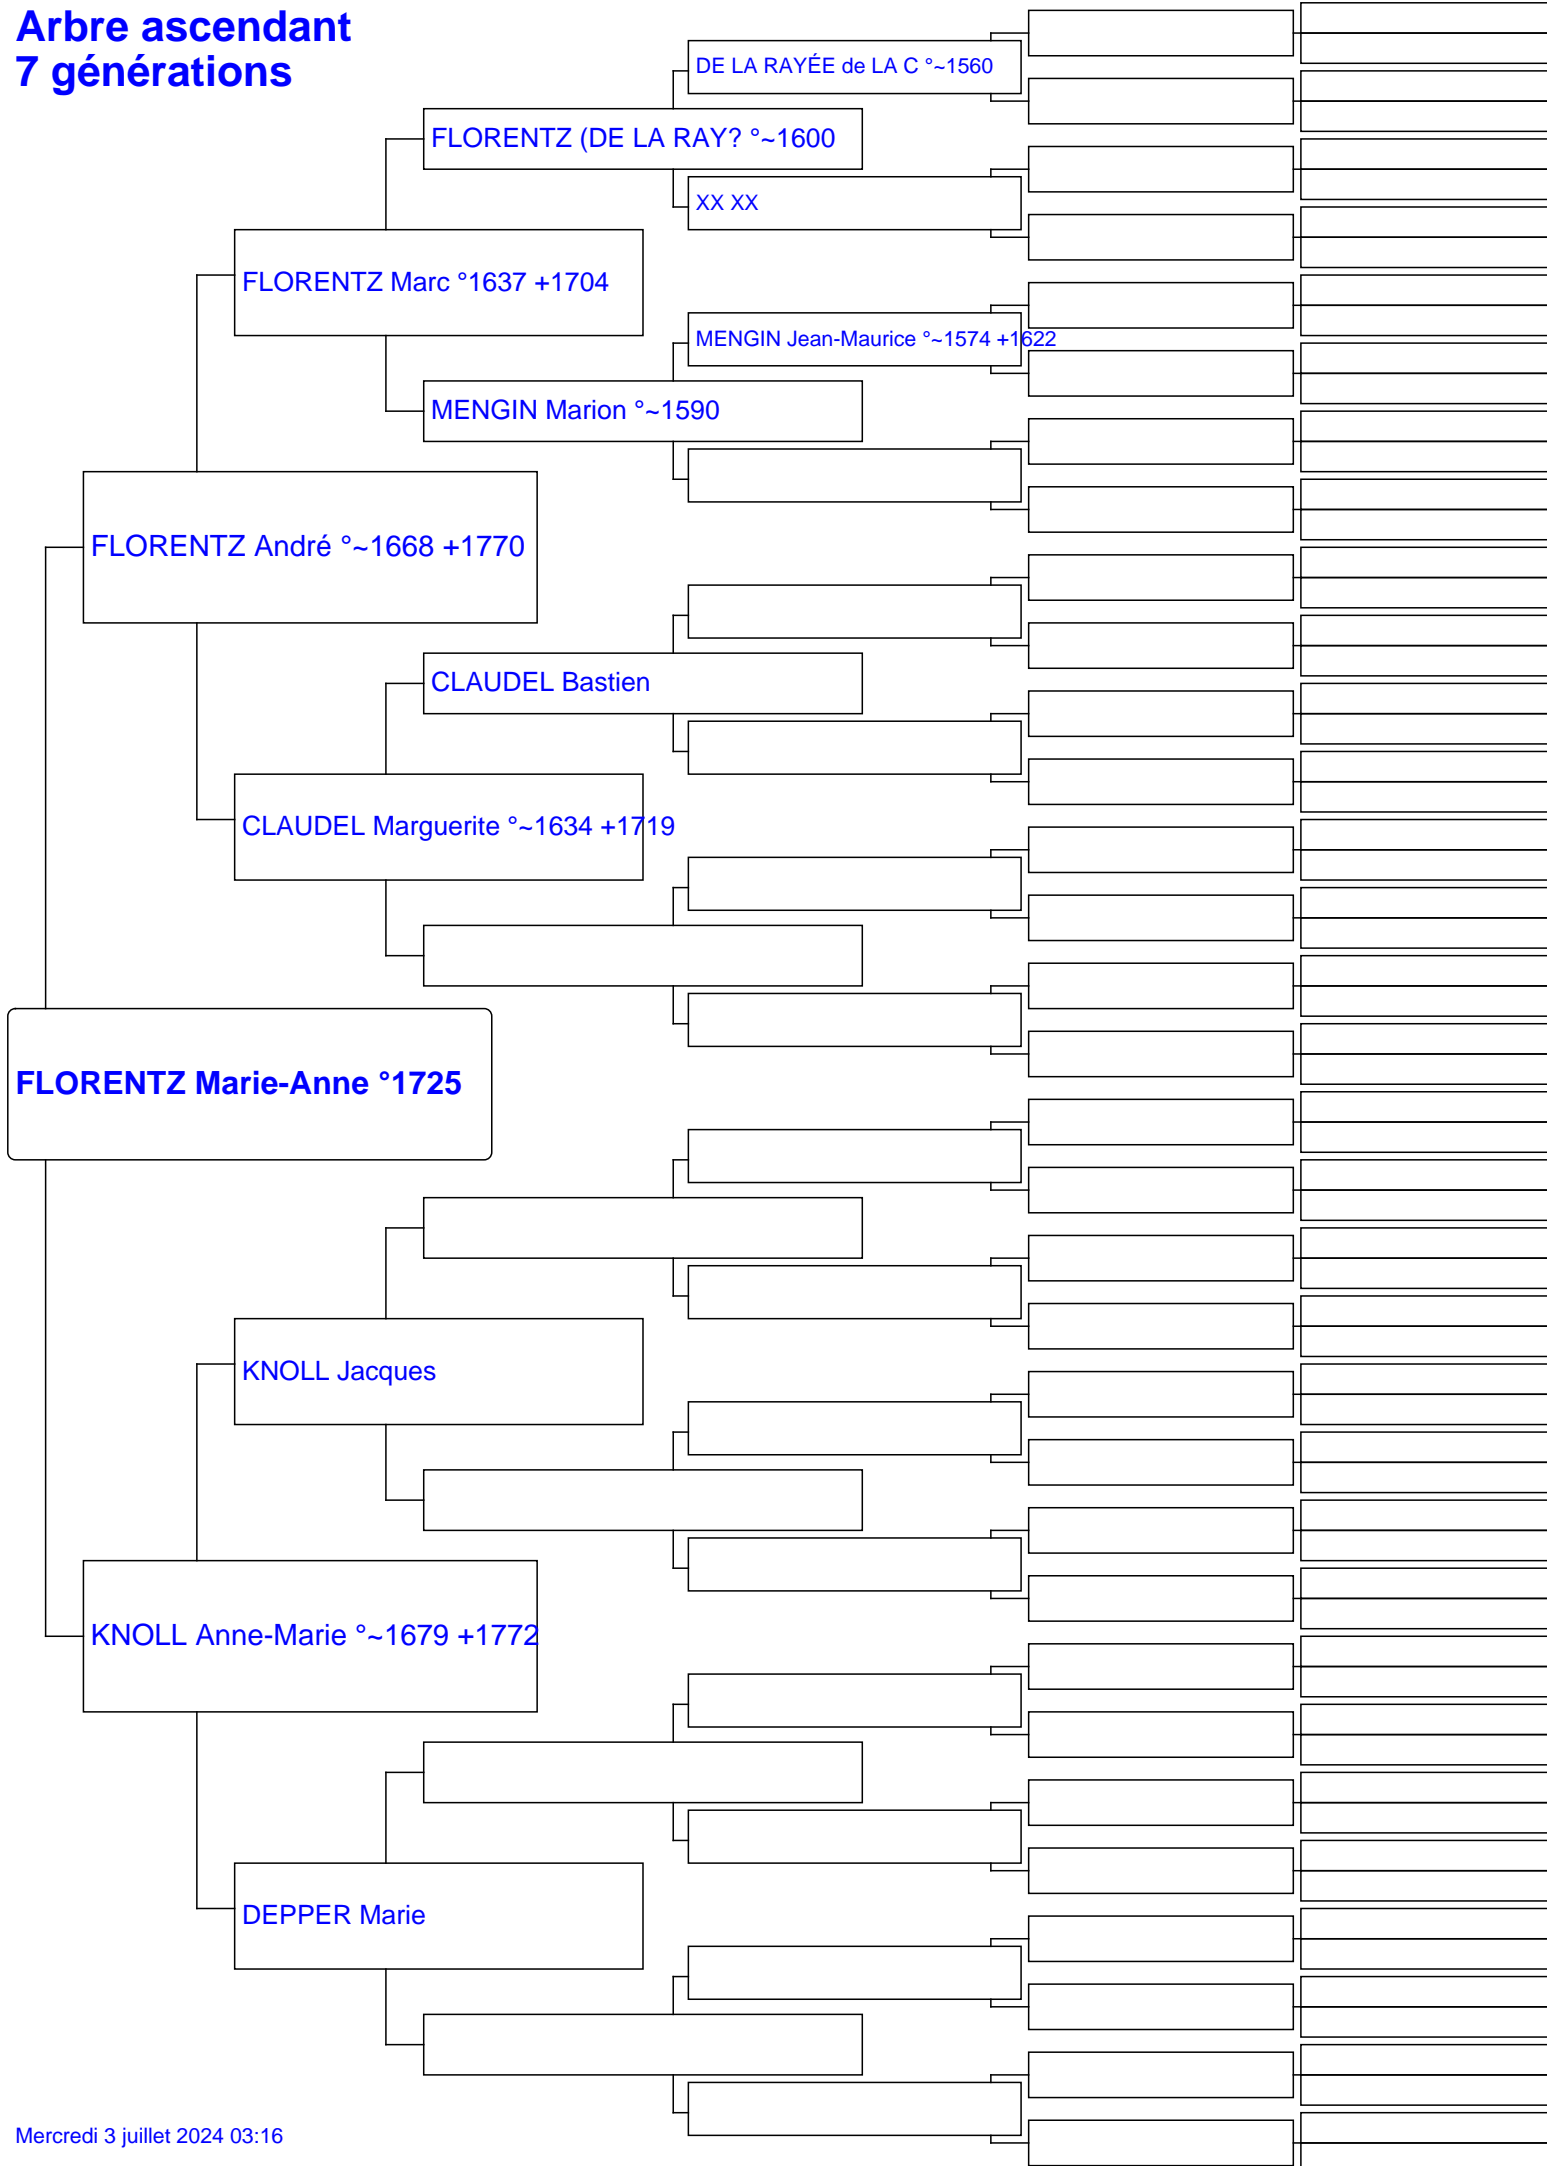 Arbre ascendant
7 générations
DE LA RAYÉE de LA C °~1560
FLORENTZ (DE LA RAY? °~1600
XX XX
FLORENTZ Marc °1637 +1704
MENGIN Jean-Maurice °~1574 +1622
MENGIN Marion °~1590
FLORENTZ André °~1668 +1770
CLAUDEL Bastien
CLAUDEL Marguerite °~1634 +1719
FLORENTZ Marie-Anne °1725
KNOLL Jacques
KNOLL Anne-Marie °~1679 +1772
DEPPER Marie
Mercredi 3 juillet 2024 03:16